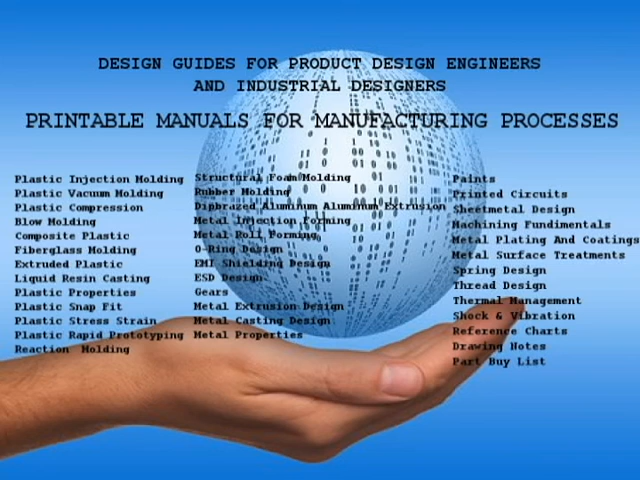 DESIGN GUIDES FOR PRODUCT DESIGN ENGINEERS
AND INDUSTRIAL DESIGNERS
PRINTABLE MANUALS FOR MANUFACTURING PROCESSES
Plastic Injection Molding
Plastic Vacuum Molding
Plastic Compression
Blow Molding
Composite Plastic
Fiberglass Molding
Extruded Plastic
Liquid Resin Casting
Plastic Properties
Plastic Snap Fit
Plastic Stress Strain
Plastic Rapid Prototyping
Reaction Molding
Structural Foam Molding
Rubber Molding
Dipbrazed Aluminum Aluminum Extrusion
Metal Injection Forming
Metal Roll Forming
O-Ring Design
EMI Shielding Design
ESD Design
Gears
Metal Extrusion Design
Metal Casting Design
Metal Properties
Paints
Printed Circuits
Sheetmetal Design
Machining Fundimentals
Metal Plating And Coatings
Metal Surface Treatments
Spring Design
Thread Design
Thermal Management
Shock & Vibration
Reference Charts
Drawing Notes
Part Buy List